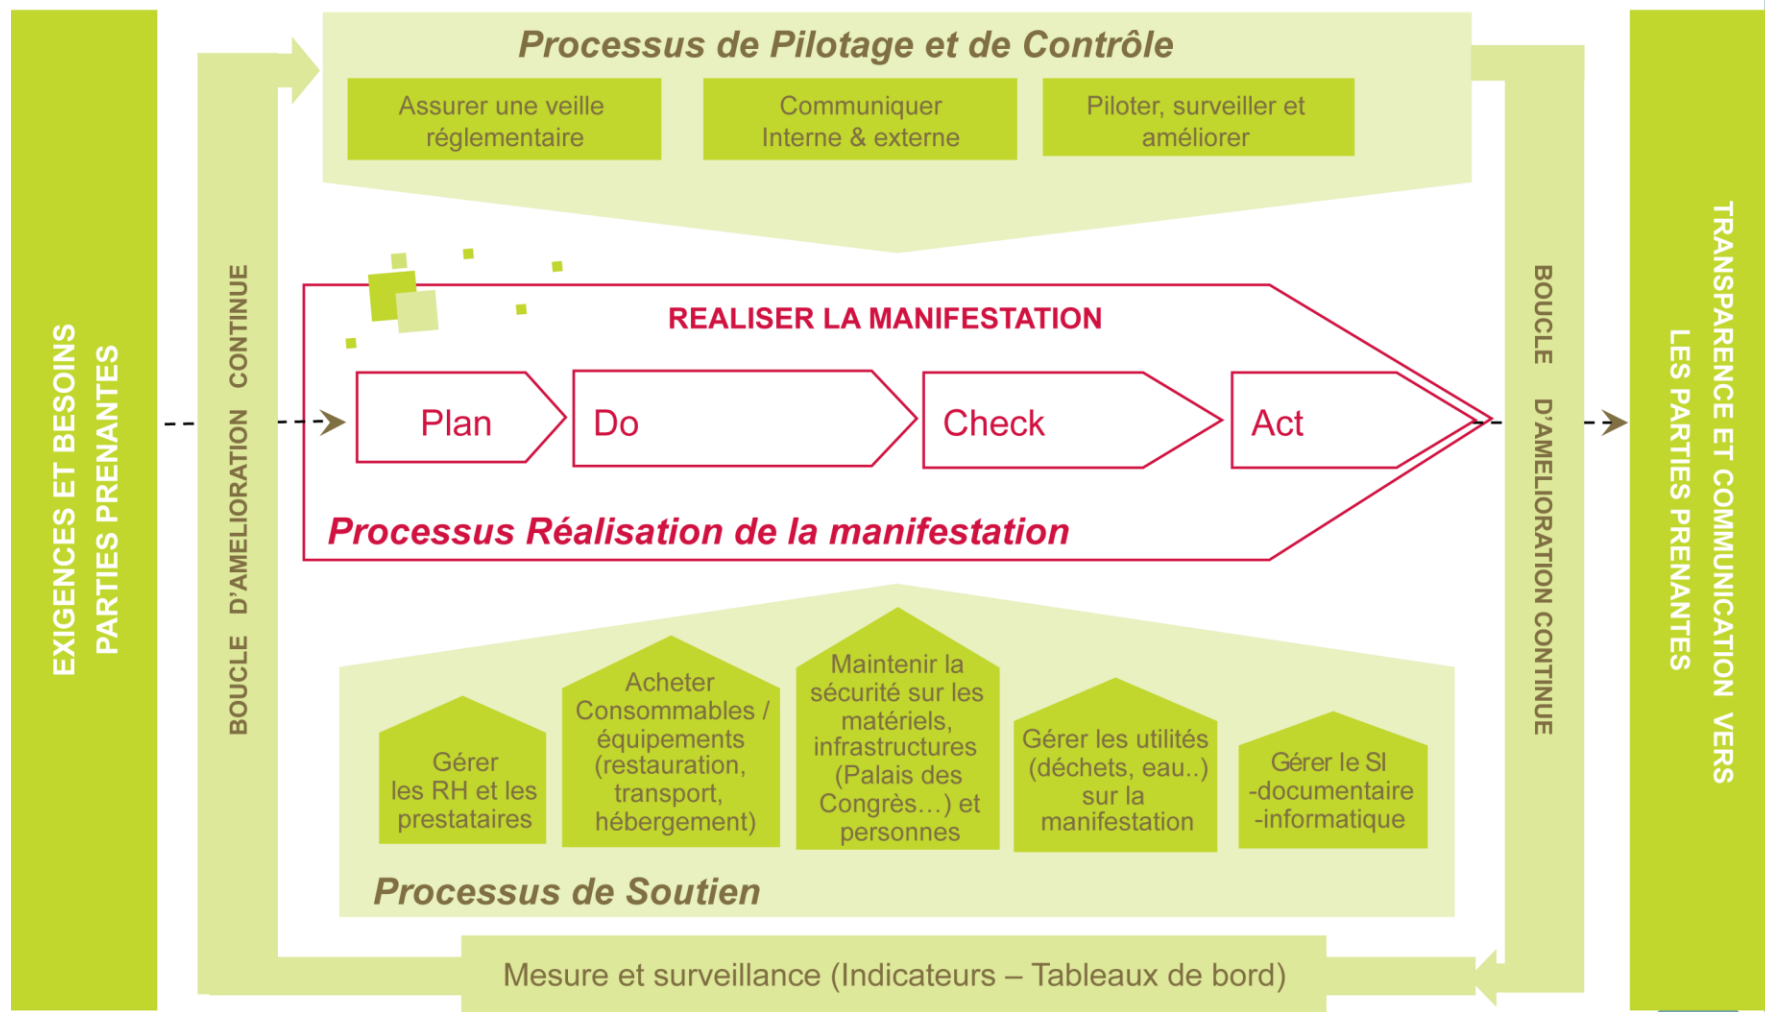 EXIGENCES ET BESOINS
PARTIES PRENANTES
BOUCLE D’AMELIORATION CONTINUE
Processus de Pilotage et de Contrôle
Assurer une veille
réglementaire
Communiquer
Interne & externe
Piloter, surveiller et
améliorer
REALISER LA MANIFESTATION
Plan
Do
Check
Act
Processus Réalisation de la manifestation
Gérer
les RH et les
prestataires
Acheter
Consommables /
équipements
(restauration,
transport,
hébergement)
Maintenir la
sécurité sur les
matériels,
infrastructures
(Palais des
Congrès…) et
personnes
Gérer les utilités
(déchets, eau..)
sur la
manifestation
Gérer le SI
-documentaire
-informatique
Processus de Soutien
Mesure et surveillance (Indicateurs – Tableaux de bord)
BOUCLE D’AMELIORATION CONTINUE
TRANSPARENCE ET COMMUNICATION VERS
LES PARTIES PRENANTES